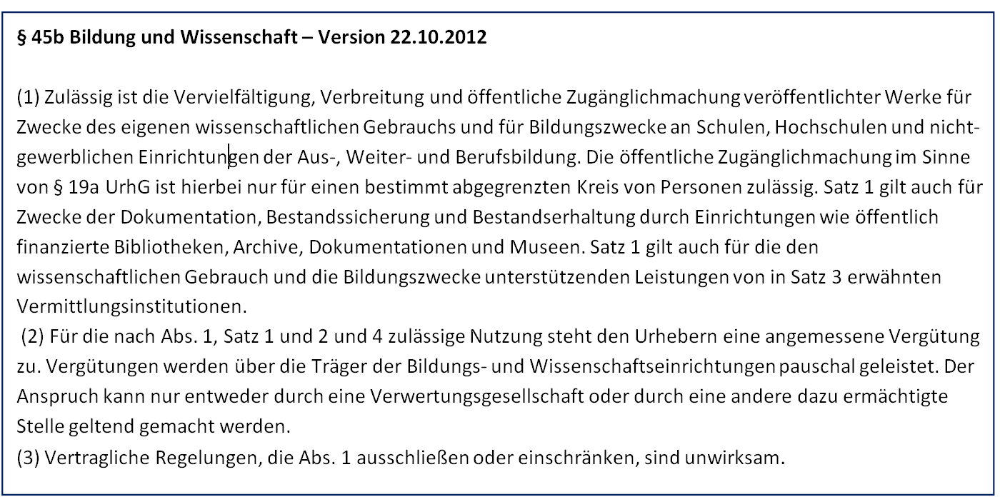 § 45b Bildung und Wissenschaft – Version 22.10.2012
(1) Zulässig ist die Vervielfältigung, Verbreitung und öffentliche Zugänglichmachung veröffentlichter Werke für
Zwecke des eigenen wissenschaftlichen Gebrauchs und für Bildungszwecke an Schulen, Hochschulen und nicht-
gewerblichen Einrichtungen der Aus-, Weiter- und Berufsbildung. Die öffentliche Zugänglichmachung im Sinne
von § 19a UrhG ist hierbei nur für einen bestimmt abgegrenzten Kreis von Personen zulässig. Satz 1 gilt auch für
Zwecke der Dokumentation, Bestandssicherung und Bestandserhaltung durch Einrichtungen wie öffentlich
finanzierte Bibliotheken, Archive, Dokumentationen und Museen. Satz 1 gilt auch für die den
wissenschaftlichen Gebrauch und die Bildungszwecke unterstützenden Leistungen von in Satz 3 erwähnten
Vermittlungsinstitutionen.
(2) Für die nach Abs. 1, Satz 1 und 2 und 4 zulässige Nutzung steht den Urhebern eine angemessene Vergütung
zu. Vergütungen werden über die Träger der Bildungs- und Wissenschaftseinrichtungen pauschal geleistet. Der
Anspruch kann nur entweder durch eine Verwertungsgesellschaft oder durch eine andere dazu ermächtigte
Stelle geltend gemacht werden.
(3) Vertragliche Regelungen, die Abs. 1 ausschließen oder einschränken, sind unwirksam.